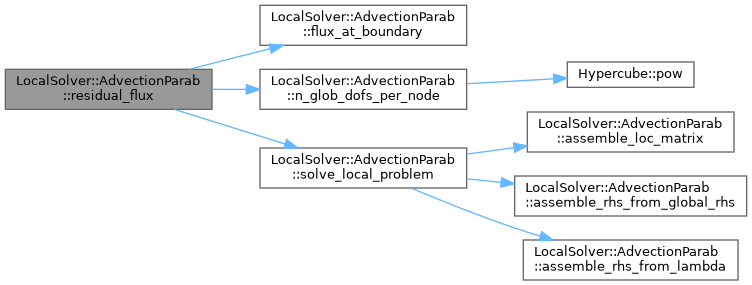 LocalSolver::AdvectionParab
::residual_flux
LocalSolver::AdvectionParab
::flux_at_boundary
LocalSolver::AdvectionParab
::n_glob_dofs_per_node
Hypercube::pow
LocalSolver::AdvectionParab
::solve_local_problem
LocalSolver::AdvectionParab
::assemble_loc_matrix
LocalSolver::AdvectionParab
::assemble_rhs_from_global_rhs
LocalSolver::AdvectionParab
::assemble_rhs_from_lambda